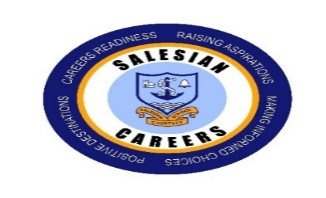 CAREERS READINESS
RAISING ASPIRATIONS
MAKING INFORMED CHOICES
POSITIVE DESTINATIONS
SALESIAN
CAREERS